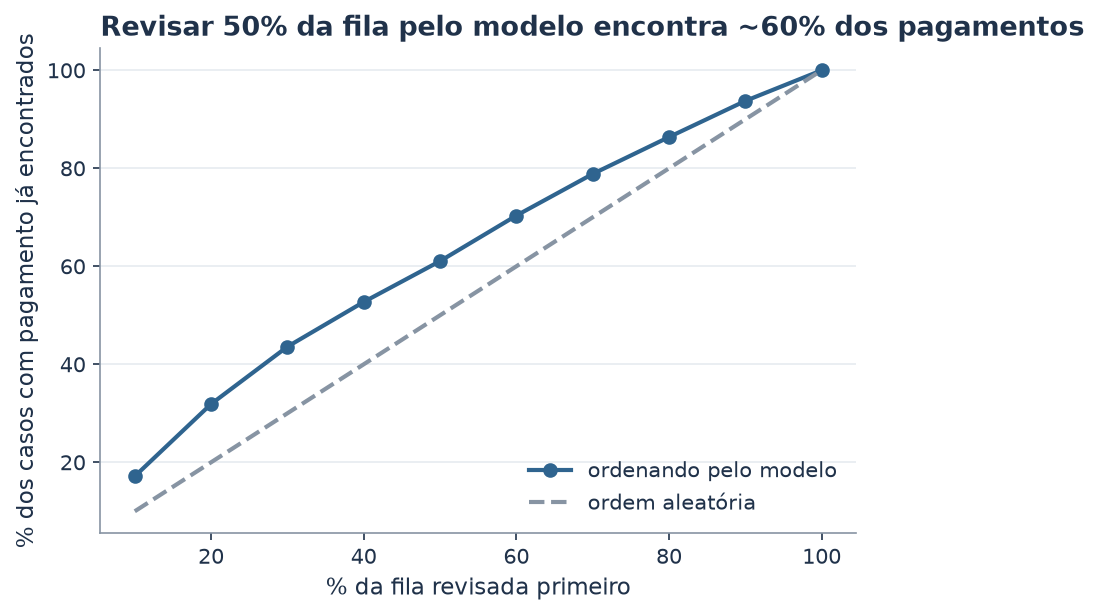 Revisar 50% da fila pelo modelo encontra ~60% dos pagamentos
% dos casos com pagamento já encontrados
100
80
60
40
20
ordenando pelo modelo
ordem aleatória
20 40 60 80 100
% da fila revisada primeiro